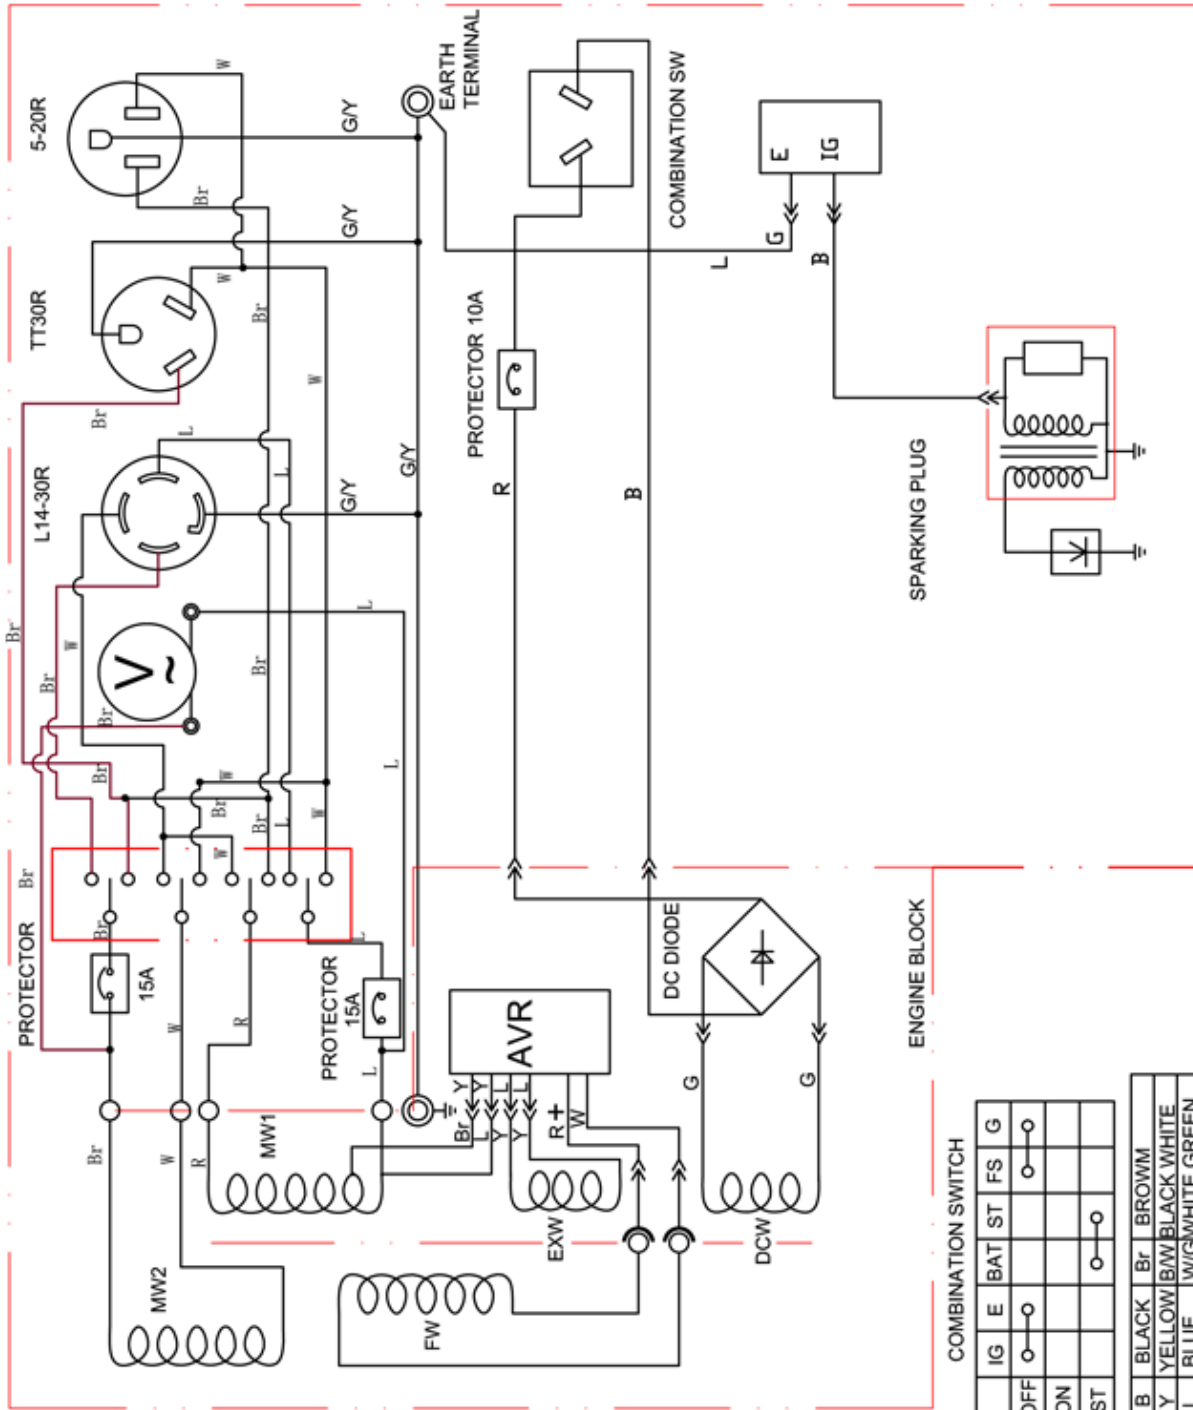 5-20R
TT30R
L14-30R
W
Br
G/Y
G/Y
W
Br
W
Br
L
L
G/Y
G/Y
Br
W
Br
Br
V
~
L
Br
Br
W
Br
L
Br
L
W
W
Br
PROTECTOR
Br
15A
W
R
PROTECTOR
15A
L
L
Br
W
R
MW1
MW2
EARTH
TERMINAL
COMBINATION SW
PROTECTOR 10A
R
B
L
G
B
E
IG
SPARKING PLUG
DC DIODE
AVR
Y
Y
L
L
Br
L
Y
Y
R+
W
G
G
EXW
FW
DCW
ENGINE BLOCK
COMBINATION SWITCH
IG E BAT ST FS G
OFF
ON
ST
B BLACK Br BROWM
Y YELLOW B/W BLACK WHITE
L BLUE W/G WHITE GREEN